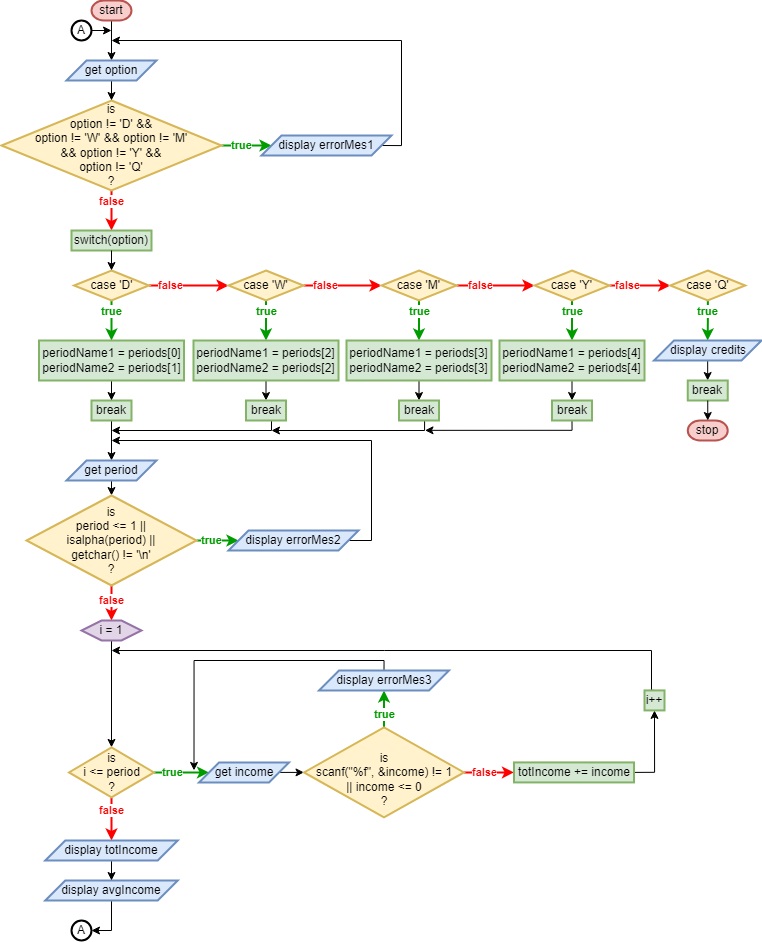 start
A
get option
is
option != 'D' &&
option != 'W' && option != 'M'
&& option != 'Y' &&
option != 'Q'
?
true
display errorMes1
false
switch(option)
case 'D'
false
case 'W'
false
case 'M'
false
case 'Y'
false
case 'Q'
true
true
true
true
true
periodName1 = periods[0]
periodName2 = periods[1]
periodName1 = periods[2]
periodName2 = periods[2]
periodName1 = periods[3]
periodName2 = periods[3]
periodName1 = periods[4]
periodName2 = periods[4]
display credits
break
break
break
break
break
stop
get period
is
period <= 1 ||
isalpha(period) ||
getchar() != '\n'
?
true
display errorMes2
false
i = 1
display errorMes3
true
i++
is
i <= period
?
true
get income
is
scanf("%f", &income) != 1
|| income <= 0
?
false
totIncome += income
false
display totIncome
display avgIncome
A